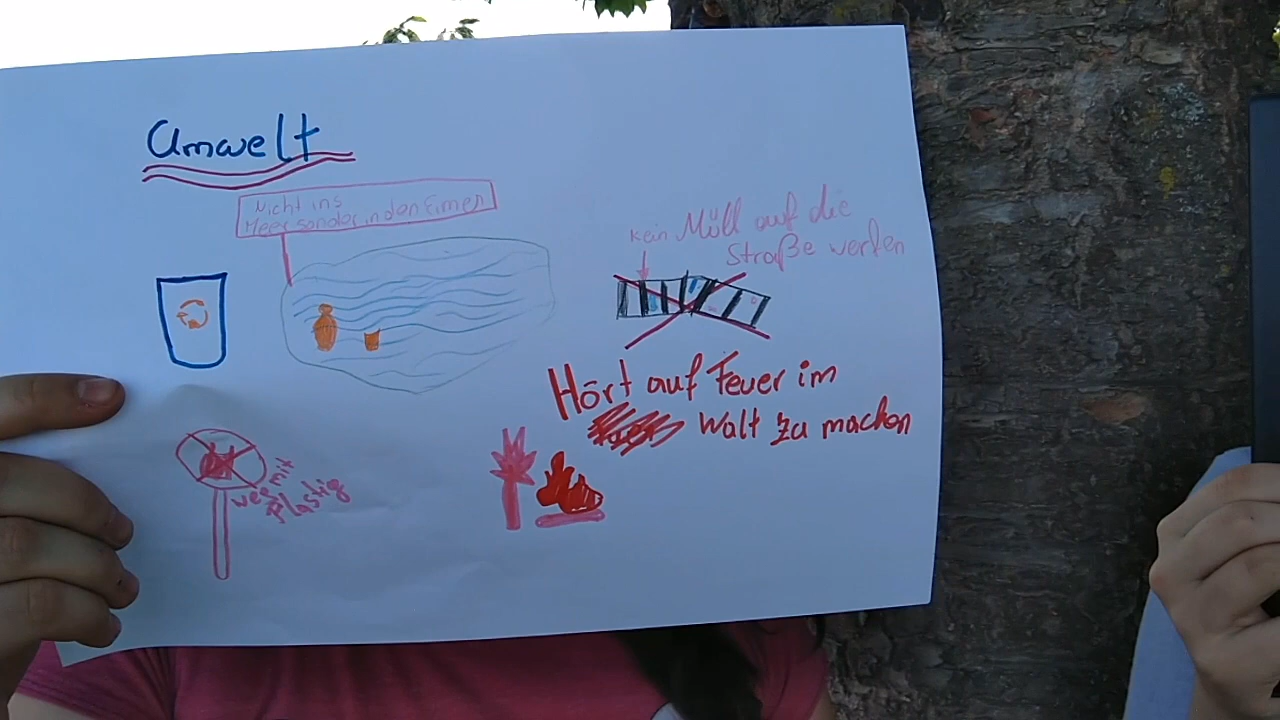 Umwelt
Nicht ins
Meer sonder in den Eimer
kein Müll auf die
Straße werfen
Hört auf Feuer im
Walt zu machen
weg mit
Plastig